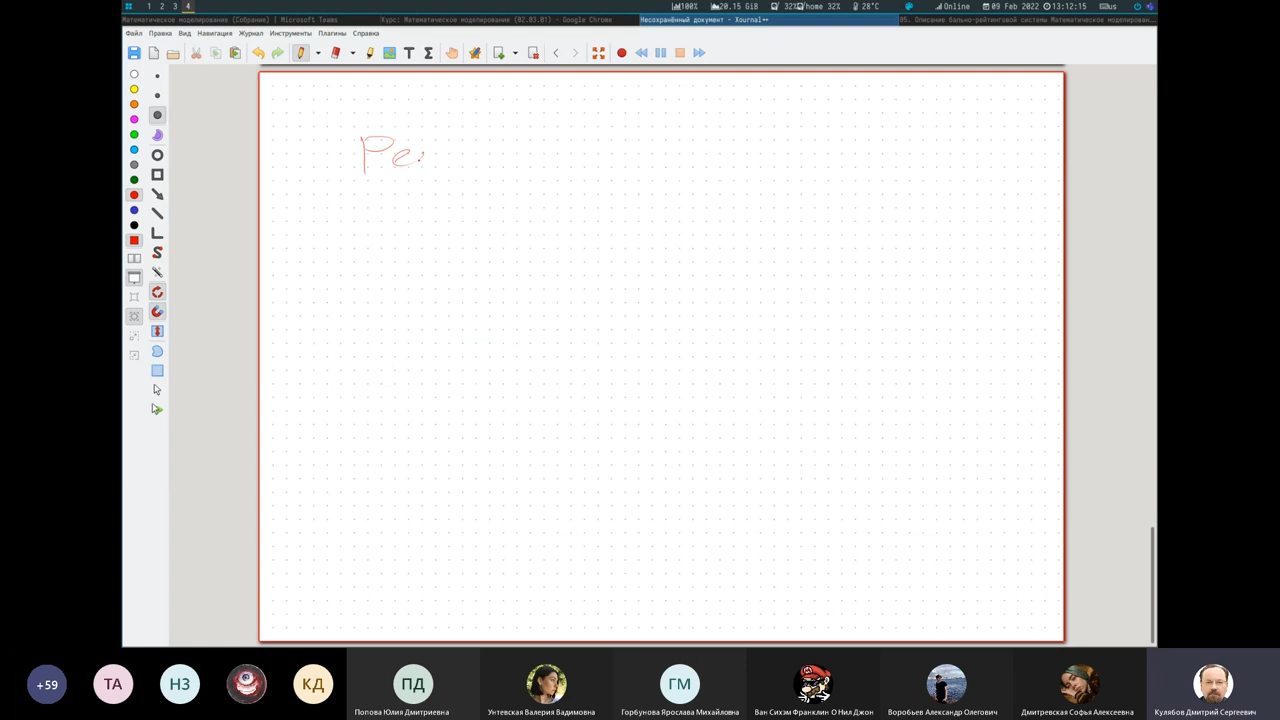 1 2 3 4
100% 20.15 GiB 32% home 32% 28°C Online 09 Feb 2022 13:12:15 us
Математическое моделирование (Собрание) | Microsoft Teams
Курс: Математическое моделирование (02.03.01) - Google Chrome
Несохранённый документ - Xournal++
05. Описание бально-рейтинговой системы Математическое моделирован...
Файл Правка Вид Навигация Журнал Инструменты Плагины Справка
Ре
+59 ТА НЗ КД ПД ГМ
Попова Юлия Дмитриевна
Унтевская Валерия Вадимовна
Горбунова Ярослава Михайловна
Ван Сихэм Франклин О Нил Джон
Воробьев Александр Олегович
Дмитревская Софья Алексеевна
Кулябов Дмитрий Сергеевич